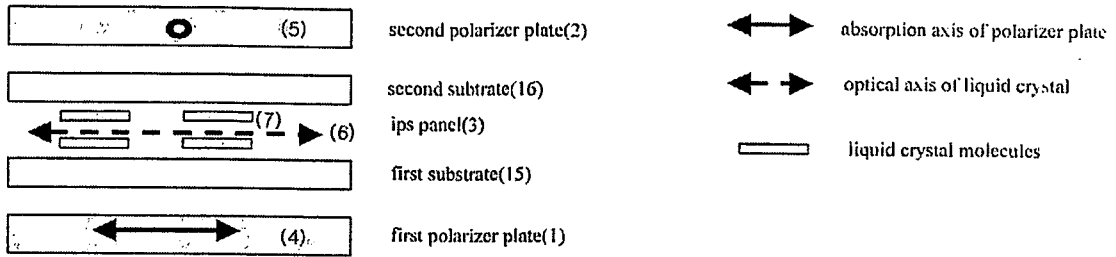 (5)
second polarizer plate(2)
absorption axis of polarizer plate
second subtrate(16)
optical axis of liquid crystal
(7)
(6)
ips panel(3)
liquid crystal molecules
first substrate(15)
(4)
first polarizer plate(1)